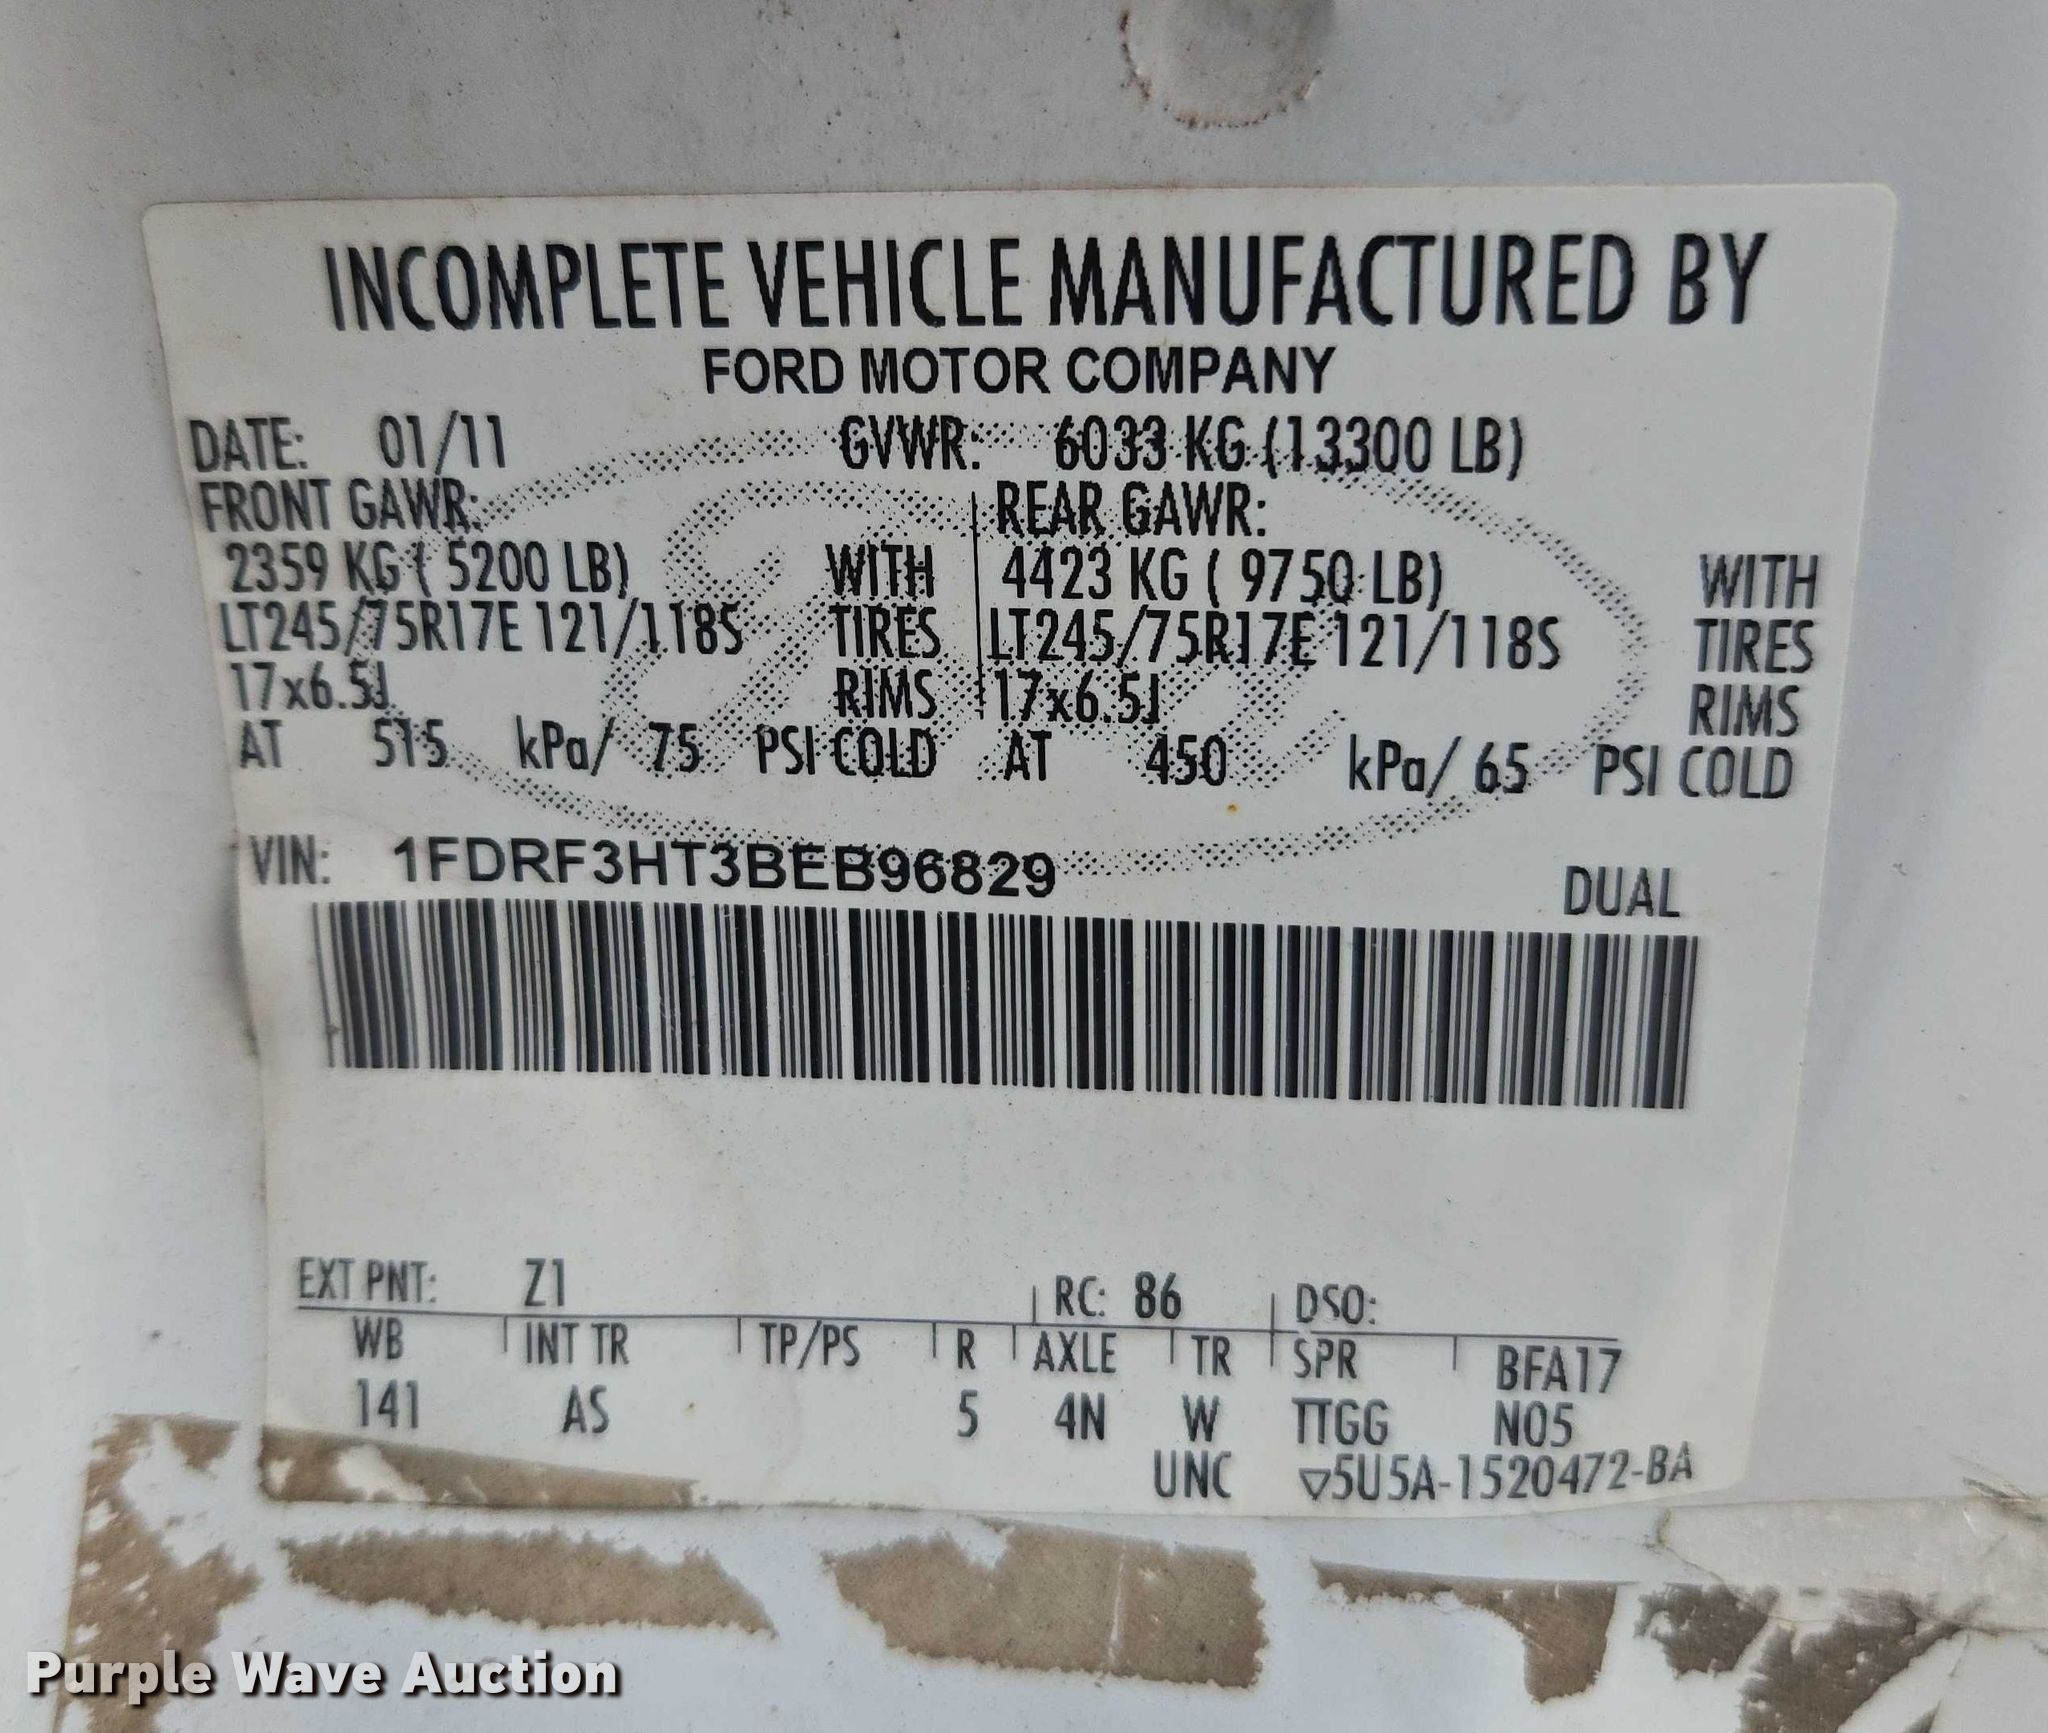 INCOMPLETE VEHICLE MANUFACTURED BY
FORD MOTOR COMPANY
DATE: 01/11 GVWR: 6033 KG (13300 LB)
FRONT GAWR: REAR GAWR:
2359 KG ( 5200 LB) WITH 4423 KG ( 9750 LB) WITH
LT245/75R17E 121/118S TIRES LT245/75R17E 121/118S TIRES
17x6.5J RIMS 17x6.5J RIMS
AT 515 kPa/ 75 PSI COLD AT 450 kPa/ 65 PSI COLD
VIN: 1FDRF3HT3BEB96829 DUAL
EXT PNT: Z1 RC: 86 DSO:
WB INT TR TP/PS R AXLE TR SPR BFA17
141 AS 5 4N W TTGG N05
UNC ▽5U5A-1520472-BA
Purple Wave Auction